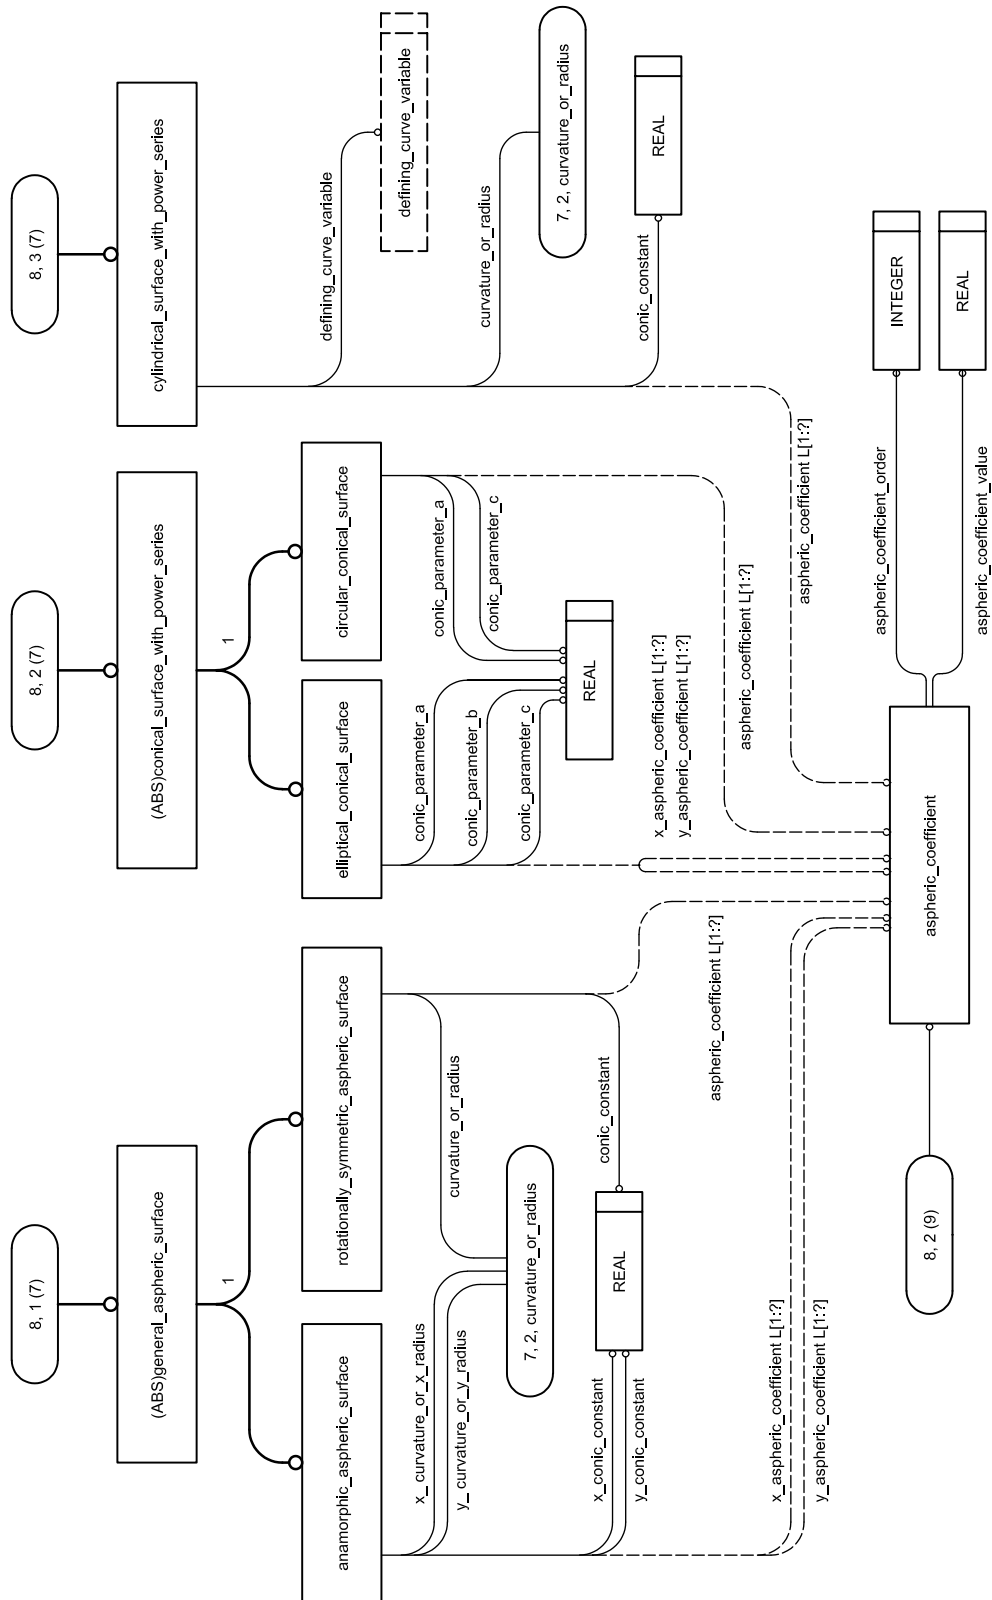 8, 1 (7)
(ABS)general_aspheric_surface
1
anamorphic_aspheric_surface
rotationally_symmetric_aspheric_surface
x_curvature_or_x_radius
y_curvature_or_y_radius
curvature_or_radius
7, 2, curvature_or_radius
x_conic_constant
y_conic_constant
conic_constant
REAL
x_aspheric_coefficient L[1:?]
y_aspheric_coefficient L[1:?]
aspheric_coefficient L[1:?]
8, 2 (7)
(ABS)conical_surface_with_power_series
1
elliptical_conical_surface
circular_conical_surface
conic_parameter_a
conic_parameter_b
conic_parameter_c
conic_parameter_a
conic_parameter_c
REAL
x_aspheric_coefficient L[1:?]
y_aspheric_coefficient L[1:?]
aspheric_coefficient L[1:?]
8, 3 (7)
cylindrical_surface_with_power_series
defining_curve_variable
defining_curve_variable
curvature_or_radius
7, 2, curvature_or_radius
conic_constant
REAL
aspheric_coefficient L[1:?]
8, 2 (9)
aspheric_coefficient
aspheric_coefficient_order
INTEGER
aspheric_coefficient_value
REAL